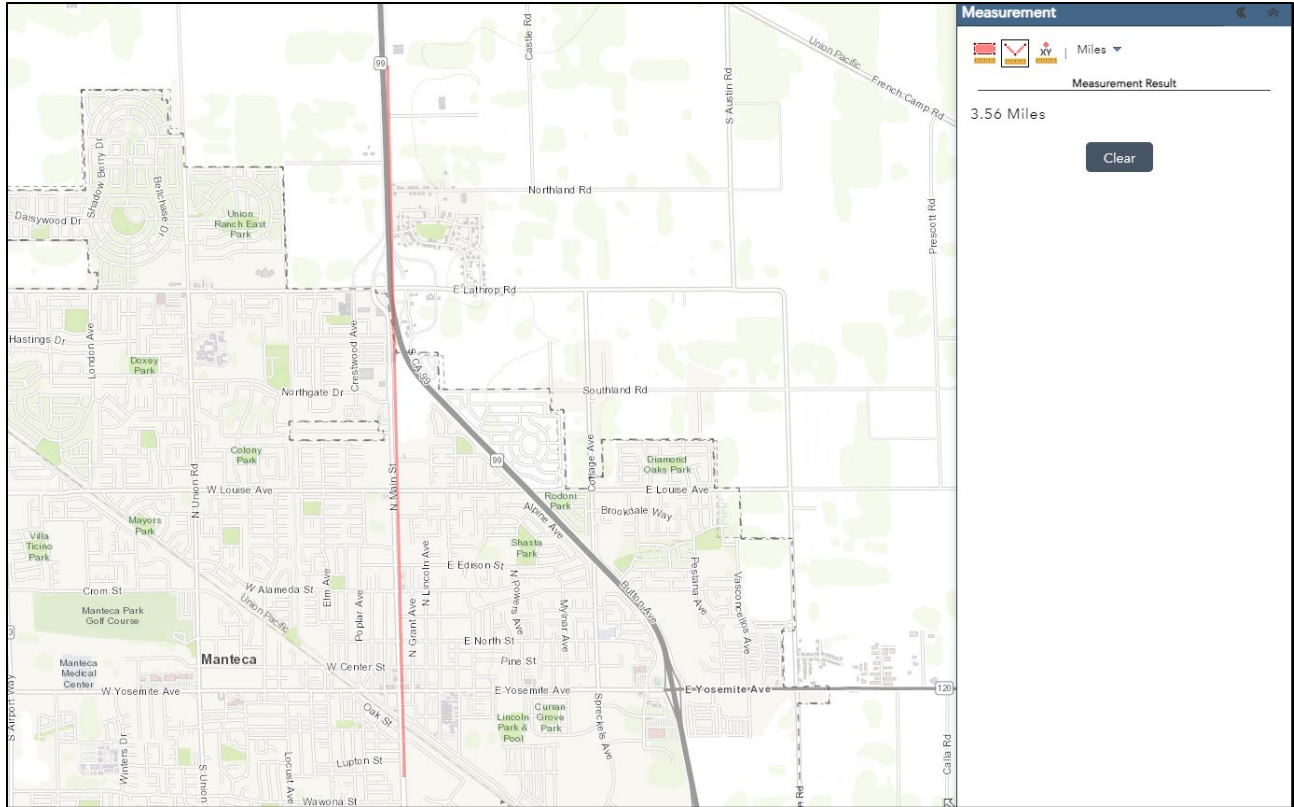 Measurement
XY
Miles
Measurement Result
3.56 Miles
Clear
99
Castle Rd
Union Pacific
French Camp Rd
S Austin Rd
Shadow Berry Dr
Bellchase Dr
Daisywood Dr
Union
Ranch East
Park
Northland Rd
Prescott Rd
E Lathrop Rd
Hastings Dr
London Ave
Doxey
Park
Crestwood Ave
S CA-99
Northgate Dr
Southland Rd
Colony
Park
N Union Rd
W Louise Ave
N Main St
99
Cottage Ave
Diamond
Oaks Park
E Louise Ave
Rodoni
Park
Brookdale Way
Alpine Ave
Mayors
Park
Villa
Ticino
Park
Shasta
Park
E Edison St
N Lincoln Ave
N Powers Ave
Button Ave
Pestana Ave
Vasconcellos Ave
Crom St
W Alameda St
Elm Ave
Poplar Ave
Union Pacific
Manteca Park
Golf Course
N Grant Ave
Mylnar Ave
E North St
Manteca
Manteca
Medical
Center
W Center St
Pine St
W Yosemite Ave
E Yosemite Ave
E Yosemite Ave
120
S Airport Way
Oak St
Lincoln
Park &
Pool
Curran
Grove
Park
Spreckels Ave
Winters Dr
S Union
Locust Ave
Lupton St
Wawona St
Calla Rd
Rd